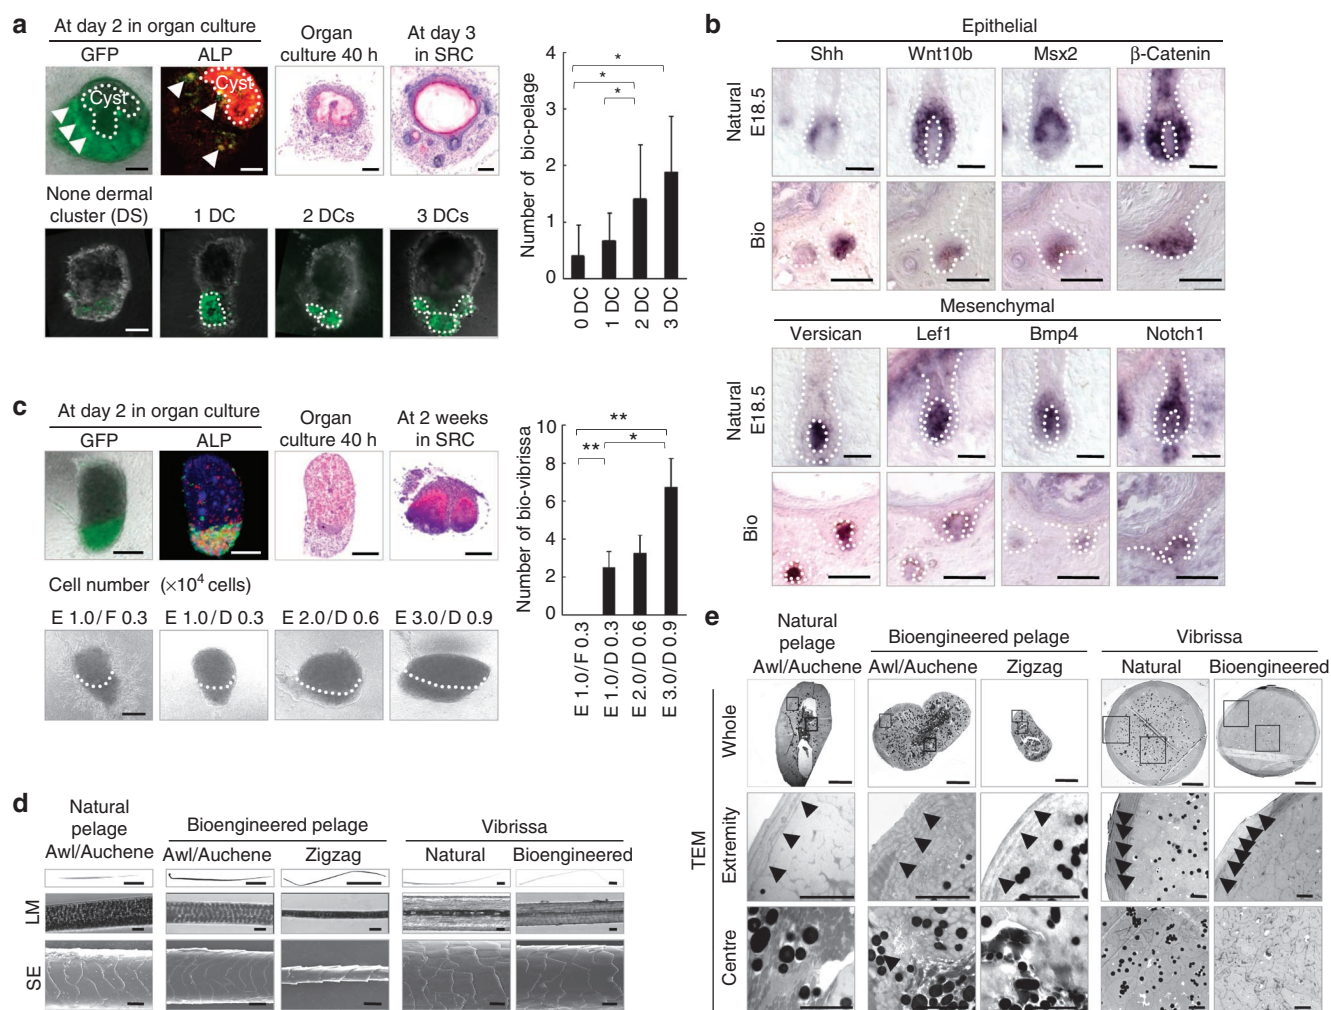 a
At day 2 in organ culture
GFP
ALP
Organ
culture 40 h
At day 3
in SRC
Cyst
Cyst
None dermal
cluster (DS)
1 DC
2 DCs
3 DCs
Number of bio-pelage
4
3
2
1
0
*
*
*
0 DC
1 DC
2 DC
3 DC
b
Epithelial
Shh
Wnt10b
Msx2
β-Catenin
Natural
E18.5
Bio
Mesenchymal
Versican
Lef1
Bmp4
Notch1
Natural
E18.5
Bio
c
At day 2 in organ culture
GFP
ALP
Organ
culture 40 h
At 2 weeks
in SRC
Cell number (×10⁴ cells)
E 1.0/F 0.3
E 1.0/D 0.3
E 2.0/D 0.6
E 3.0/D 0.9
Number of bio-vibrissa
10
8
6
4
2
0
**
**
*
E 1.0/F 0.3
E 1.0/D 0.3
E 2.0/D 0.6
E 3.0/D 0.9
d
Natural
pelage
Awl/Auchene
Bioengineered pelage
Awl/Auchene
Zigzag
Vibrissa
Natural
Bioengineered
LM
SE
e
Natural
pelage
Awl/Auchene
Bioengineered pelage
Awl/Auchene
Zigzag
Vibrissa
Natural
Bioengineered
TEM
Whole
Extremity
Centre